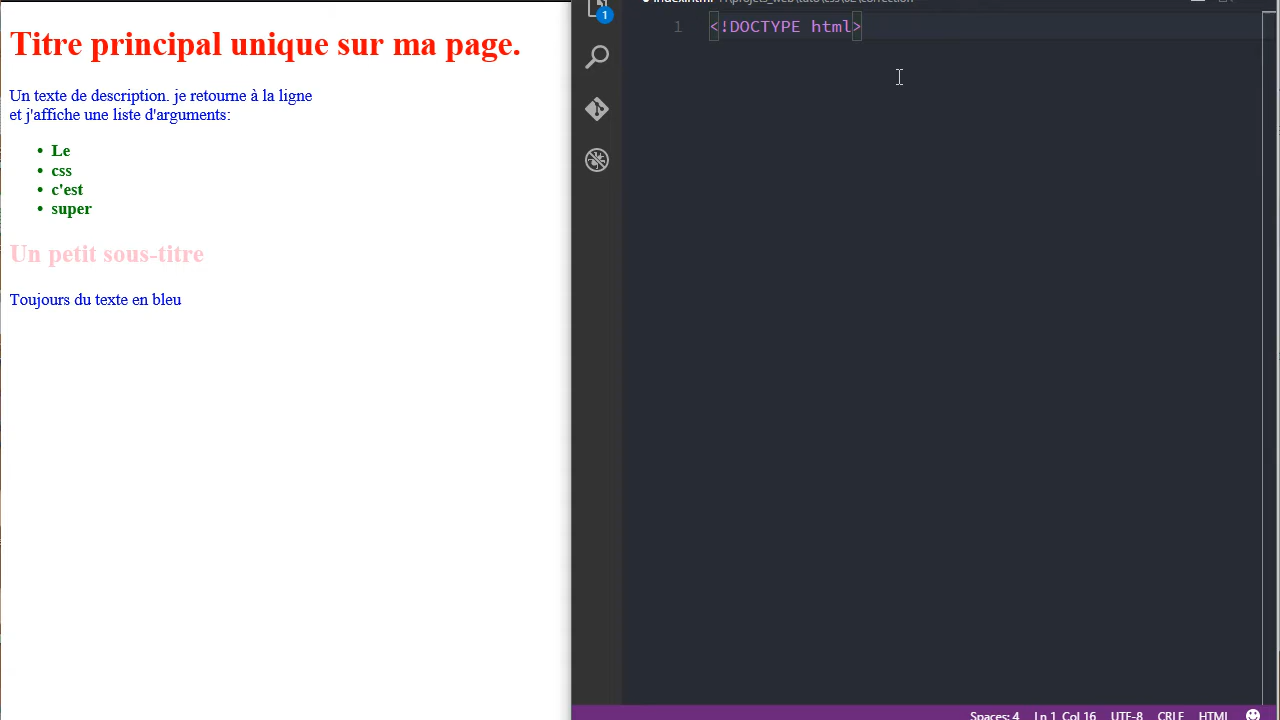 Titre principal unique sur ma page.
Un texte de description. je retourne à la ligne
et j'affiche une liste d'arguments:
• Le
• css
• c'est
• super
Un petit sous-titre
Toujours du texte en bleu
1
1 <!DOCTYPE html>
Spaces: 4 Ln 1, Col 16 UTF-8 CRLF HTML